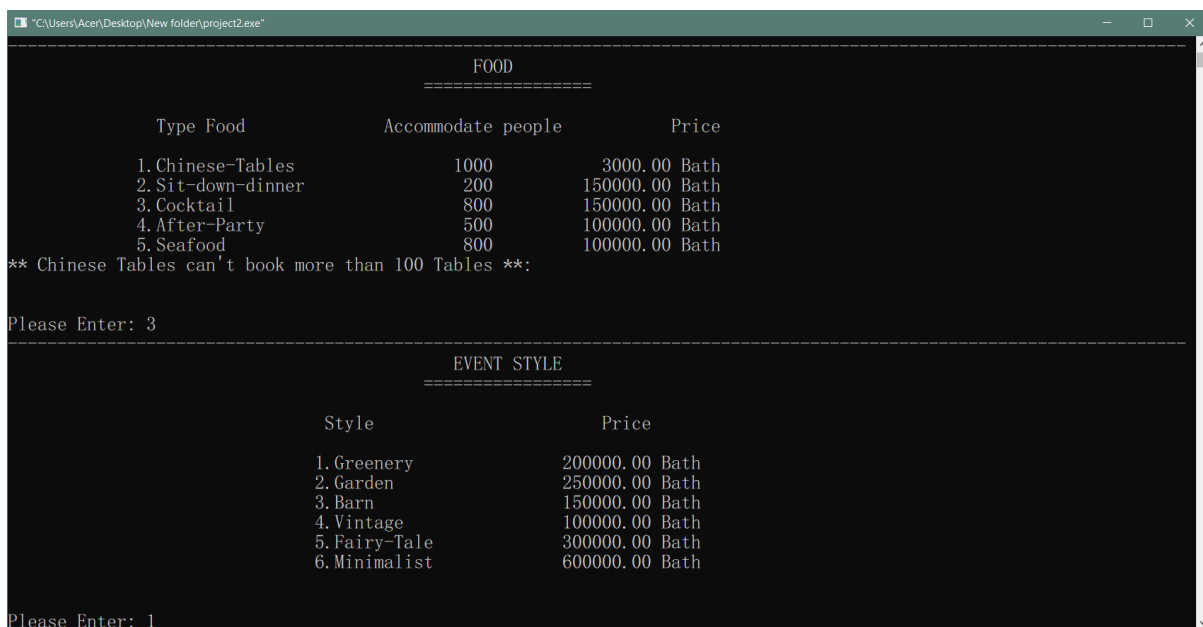 "C:\Users\Acer\Desktop\New folder\project2.exe"
FOOD
=================
Type Food Accommodate people Price
1.Chinese-Tables 1000 3000.00 Bath
2.Sit-down-dinner 200 150000.00 Bath
3.Cocktail 800 150000.00 Bath
4.After-Party 500 100000.00 Bath
5.Seafood 800 100000.00 Bath
** Chinese Tables can't book more than 100 Tables **:
Please Enter: 3
EVENT STYLE
=================
Style Price
1.Greenery 200000.00 Bath
2.Garden 250000.00 Bath
3.Barn 150000.00 Bath
4.Vintage 100000.00 Bath
5.Fairy-Tale 300000.00 Bath
6.Minimalist 600000.00 Bath
Please Enter: 1